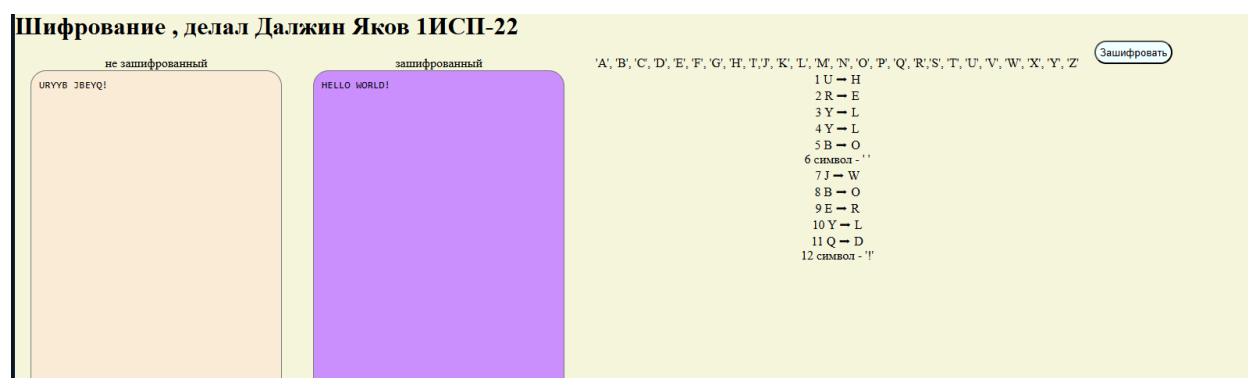 Шифрование , делал Далжин Яков 1ИСП-22
Зашифровать
не зашифрованный
зашифрованный
'A', 'B', 'C', 'D', 'E', 'F', 'G', 'H', 'I','J', 'K', 'L', 'M', 'N', 'O', 'P', 'Q', 'R','S', 'T', 'U', 'V', 'W', 'X', 'Y', 'Z'
URYYB JBEYQ!
HELLO WORLD!
1 U ➞ H
2 R ➞ E
3 Y ➞ L
4 Y ➞ L
5 B ➞ O
6 символ - ' '
7 J ➞ W
8 B ➞ O
9 E ➞ R
10 Y ➞ L
11 Q ➞ D
12 символ - '!'